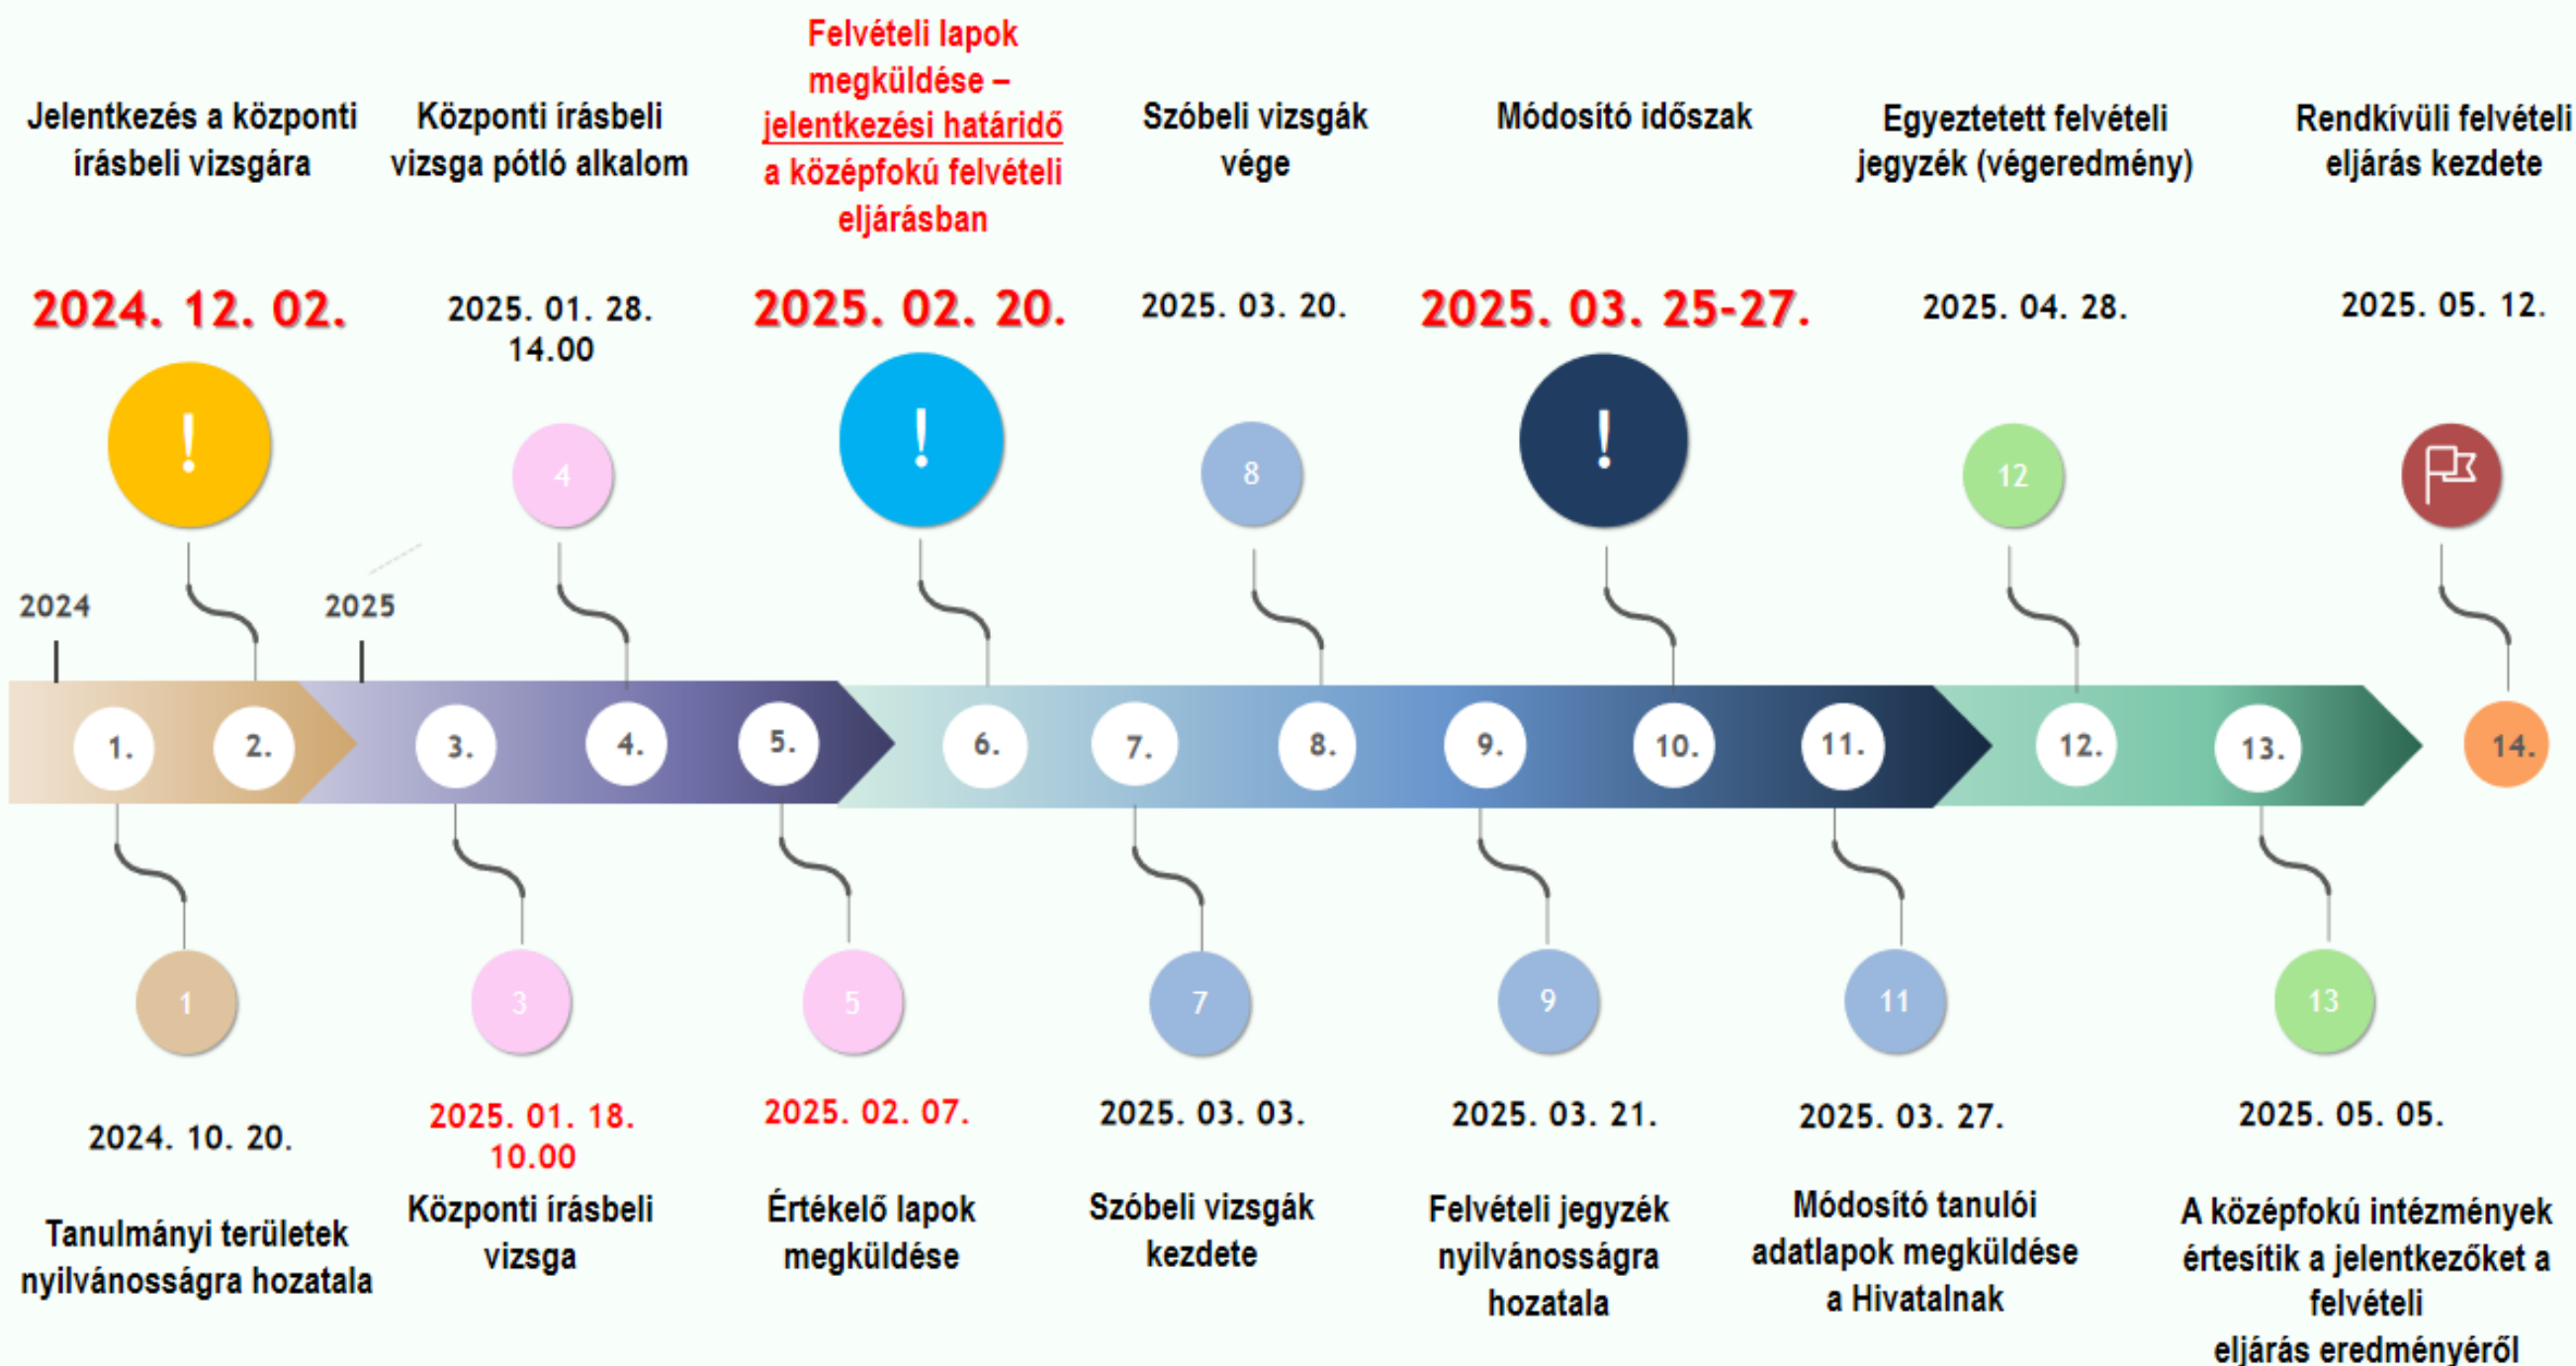 Jelentkezés a központi
írásbeli vizsgára
2024. 12. 02.
!
Központi írásbeli
vizsga pótló alkalom
2025. 01. 28.
14.00
4
Felvételi lapok
megküldése –
jelentkezési határidő
a középfokú felvételi
eljárásban
2025. 02. 20.
!
Szóbeli vizsgák
vége
2025. 03. 20.
8
Módosító időszak
2025. 03. 25-27.
!
Egyeztetett felvételi
jegyzék (végeredmény)
2025. 04. 28.
12
Rendkívüli felvételi
eljárás kezdete
2025. 05. 12.
2024
2025
1.
2.
3.
4.
5.
6.
7.
8.
9.
10.
11.
12.
13.
14.
1
2024. 10. 20.
Tanulmányi területek
nyilvánosságra hozatala
3
2025. 01. 18.
10.00
Központi írásbeli
vizsga
5
2025. 02. 07.
Értékelő lapok
megküldése
7
2025. 03. 03.
Szóbeli vizsgák
kezdete
9
2025. 03. 21.
Felvételi jegyzék
nyilvánosságra
hozatala
11
2025. 03. 27.
Módosító tanulói
adatlapok megküldése
a Hivatalnak
13
2025. 05. 05.
A középfokú intézmények
értesítik a jelentkezőket a
felvételi
eljárás eredményéről